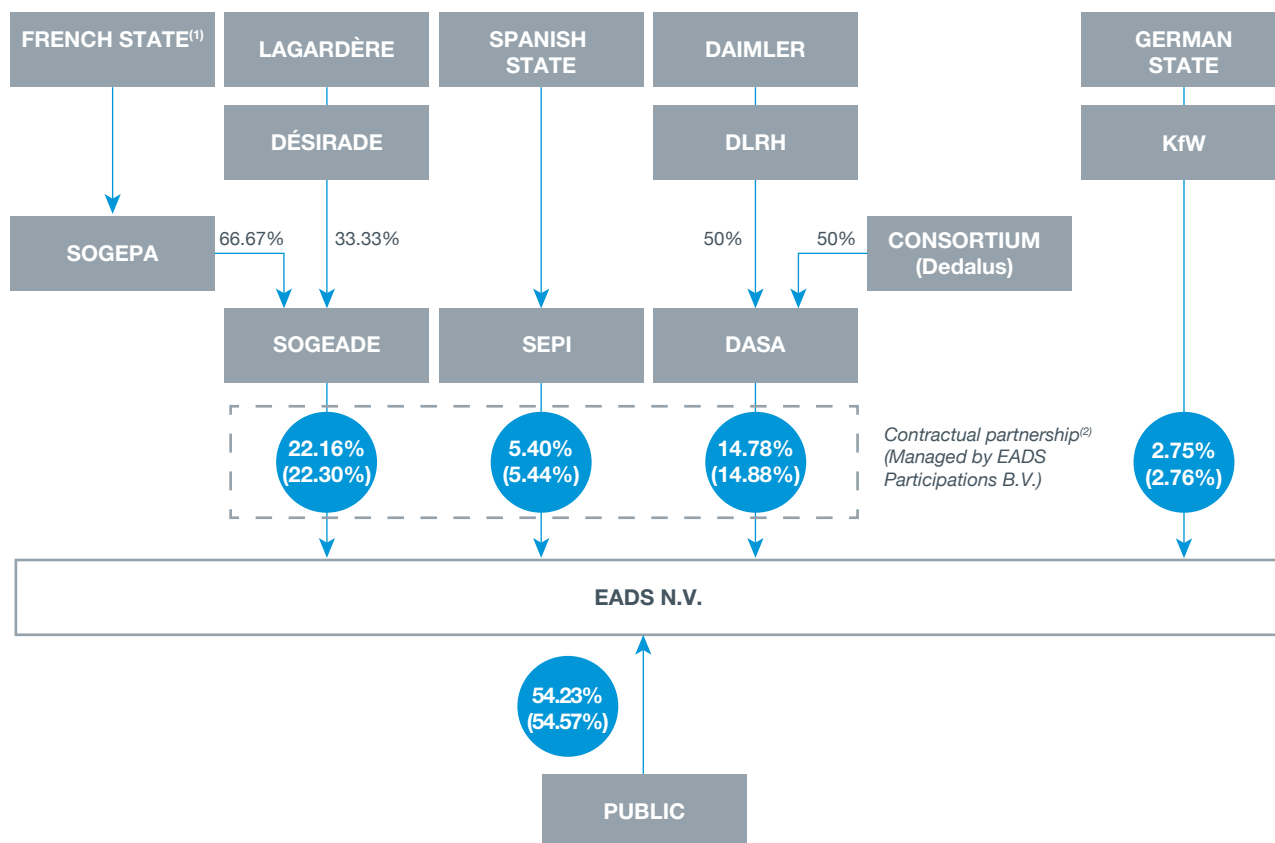 FRENCH STATE(1)
LAGARDÈRE
SPANISH
STATE
DAIMLER
GERMAN
STATE
DÉSIRADE
DLRH
KfW
SOGEPA
66.67%
33.33%
50%
50%
CONSORTIUM
(Dedalus)
SOGEADE
SEPI
DASA
22.16%
(22.30%)
5.40%
(5.44%)
14.78%
(14.88%)
Contractual partnership(2)
(Managed by EADS
Participations B.V.)
2.75%
(2.76%)
EADS N.V.
54.23%
(54.57%)
PUBLIC